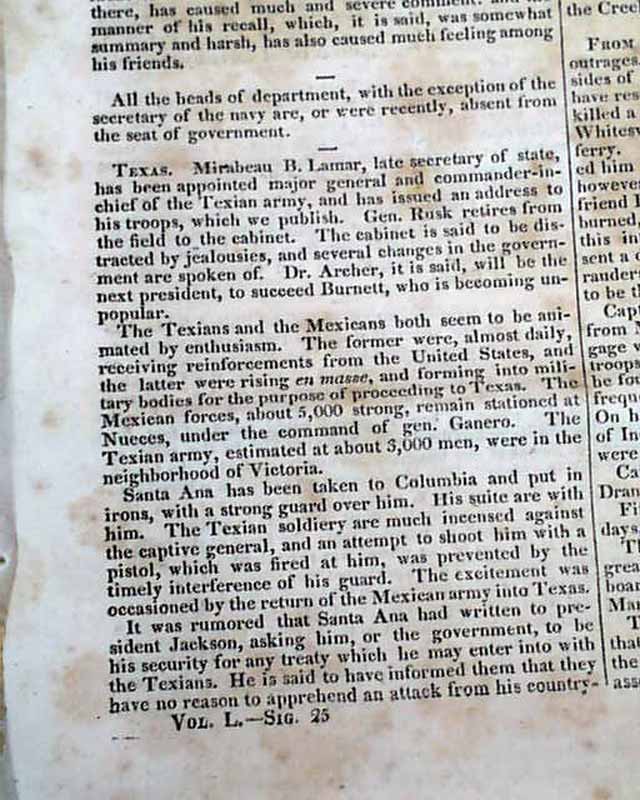 there, has caused much and severe comment. and the
manner of his recall, which, it is said, was somewhat
summary and harsh, has also caused much feeling among
his friends.
All the heads of department, with the exception of the
secretary of the navy are, or were recently, absent from
the seat of government.
TEXAS. Mirabeau B. Lamar, late secretary of state,
has been appointed major general and commander-in-
chief of the Texian army, and has issued an address to
his troops, which we publish. Gen. Rusk retires from
the field to the cabinet. The cabinet is said to be dis-
tracted by jealousies, and several changes in the govern-
ment are spoken of. Dr. Archer, it is said, will be the
next president, to succeed Burnett, who is becoming un-
popular.
The Texians and the Mexicans both seem to be ani-
mated by enthusiasm. The former were, almost daily,
receiving reinforcements from the United States, and
the latter were rising en masse, and forming into mili-
tary bodies for the purpose of proceeding to Texas. The
Mexican forces, about 5,000 strong, remain stationed at
Nueces, under the command of gen. Ganero. The
Texian army, estimated at about 3,000 men, were in the
neighborhood of Victoria.
Santa Ana has been taken to Columbia and put in
irons, with a strong guard over him. His suite are with
him. The Texian soldiery are much incensed against
the captive general, and an attempt to shoot him with a
pistol, which was fired at him, was prevented by the
timely interference of his guard. The excitement was
occasioned by the return of the Mexican army into Texas.
It was rumored that Santa Ana had written to pre-
sident Jackson, asking him, or the government, to be
his security for any treaty which he may enter into with
the Texians. He is said to have informed them that they
have no reason to apprehend an attack from his country-
VOL. L.—SIG. 25
the Cree
FROM
outrages.
sides of
have res
killed a
Whitesv
ferry.
ed him
however
friend
burned,
this in
sent a
rauders
to be th
Capt
from
gage w
troops
he fou
freque
On h
of In
were
Ca
Dran
Fi
days,
T
grea
boar
Mar
T
that
the
asse